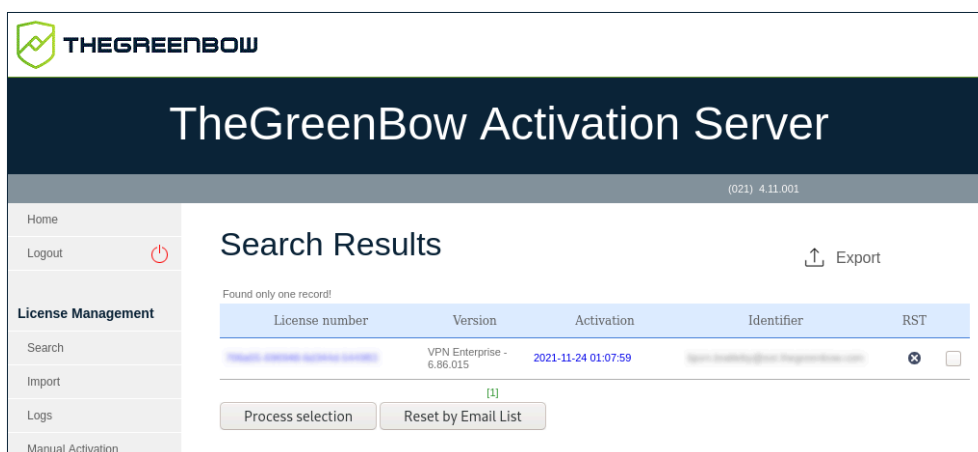 THEGREENBOW
TheGreenBow Activation Server
(021) 4.11.001
Home
Logout
License Management
Search
Import
Logs
Manual Activation
Search Results
Export
Found only one record!
License number Version Activation Identifier RST
VPN Enterprise -
6.86.015
2021-11-24 01:07:59
[1]
Process selection Reset by Email List